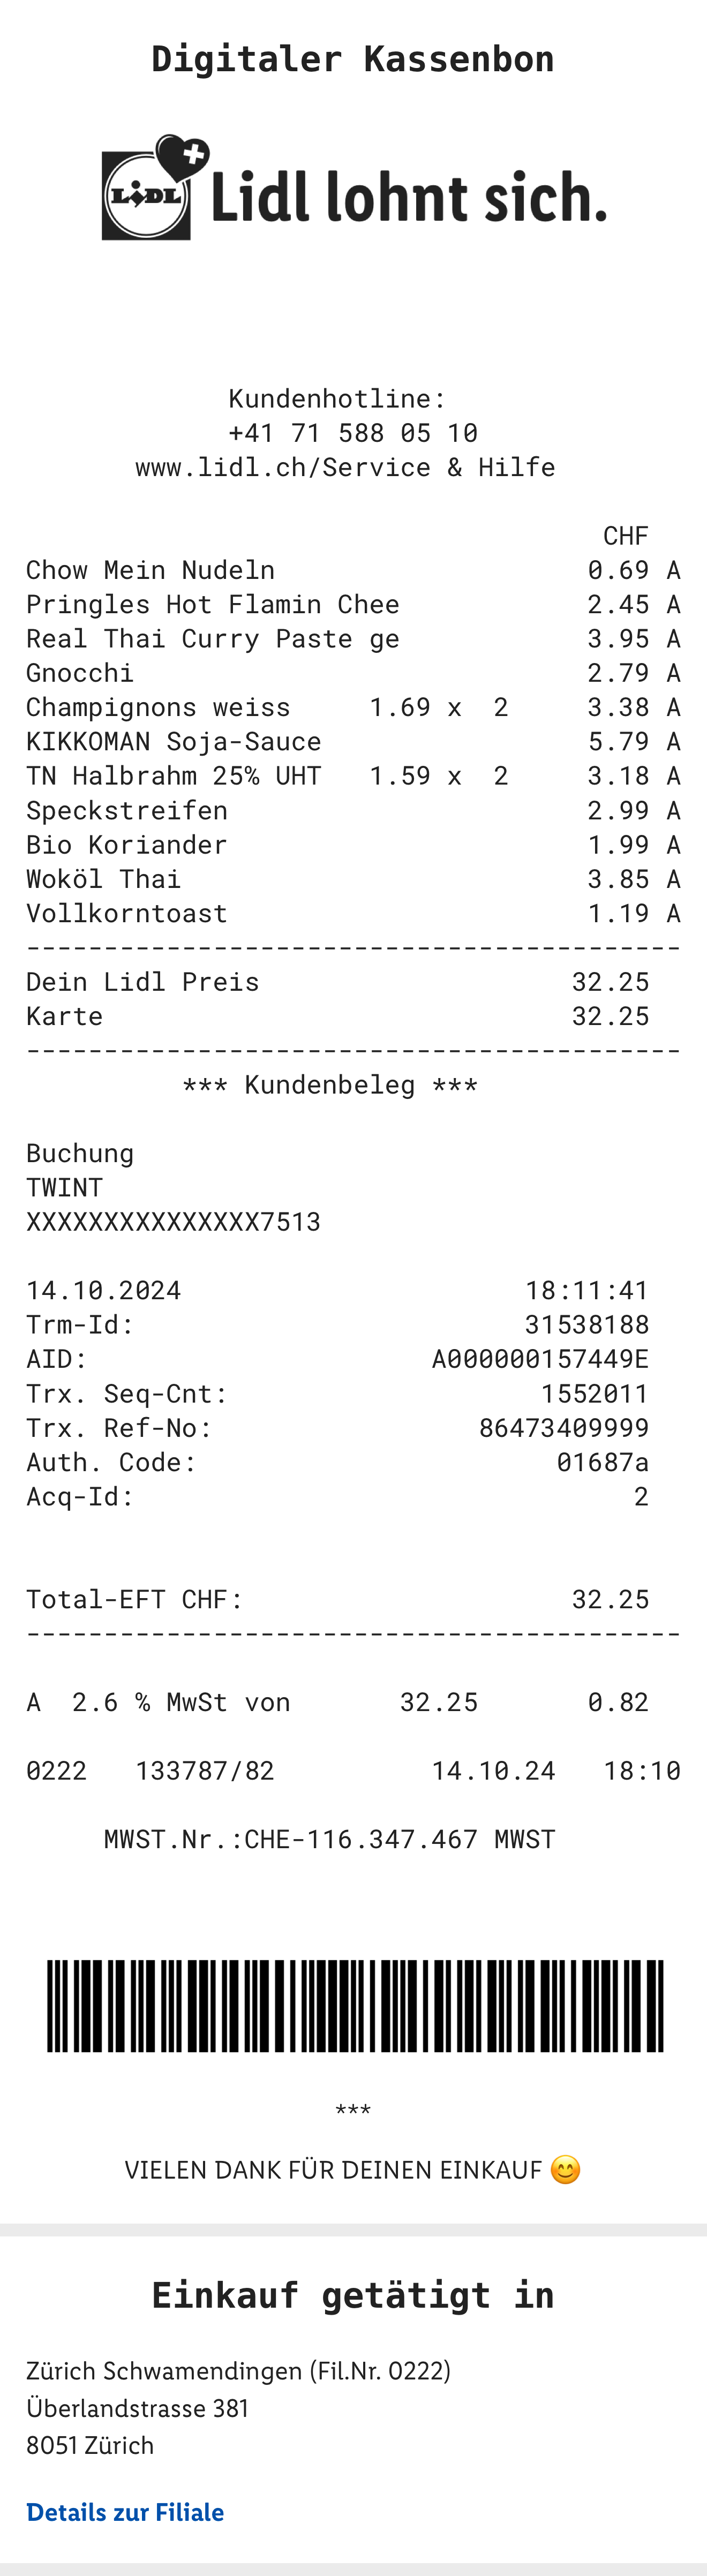 Digitaler Kassenbon
LIDL
Lidl lohnt sich.
Kundenhotline:
+41 71 588 05 10
www.lidl.ch/Service & Hilfe
CHF
Chow Mein Nudeln 0.69 A
Pringles Hot Flamin Chee 2.45 A
Real Thai Curry Paste ge 3.95 A
Gnocchi 2.79 A
Champignons weiss 1.69 x 2 3.38 A
KIKKOMAN Soja-Sauce 5.79 A
TN Halbrahm 25% UHT 1.59 x 2 3.18 A
Speckstreifen 2.99 A
Bio Koriander 1.99 A
Woköl Thai 3.85 A
Vollkorntoast 1.19 A
------------------------------------------
Dein Lidl Preis 32.25
Karte 32.25
------------------------------------------
*** Kundenbeleg ***
Buchung
TWINT
XXXXXXXXXXXXXXX7513
14.10.2024 18:11:41
Trm-Id: 31538188
AID: A000000157449E
Trx. Seq-Cnt: 1552011
Trx. Ref-No: 86473409999
Auth. Code: 01687a
Acq-Id: 2
Total-EFT CHF: 32.25
------------------------------------------
A 2.6 % MwSt von 32.25 0.82
0222 133787/82 14.10.24 18:10
MWST.Nr.:CHE-116.347.467 MWST
***
VIELEN DANK FÜR DEINEN EINKAUF 😊
Einkauf getätigt in
Zürich Schwamendingen (Fil.Nr. 0222)
Überlandstrasse 381
8051 Zürich
Details zur Filiale